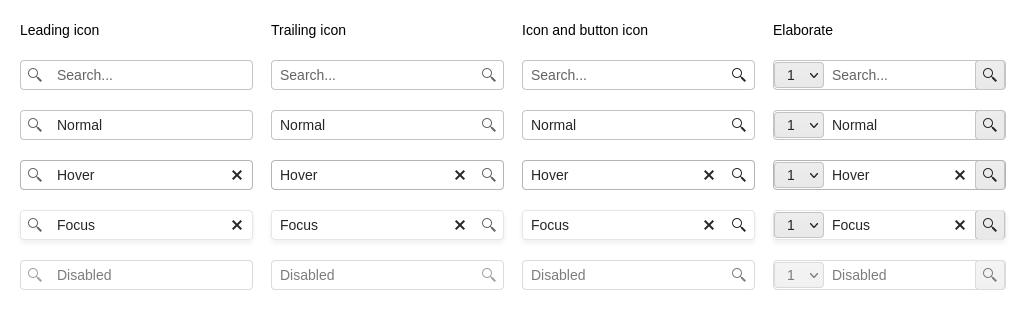 Leading icon Trailing icon Icon and button icon Elaborate
Search... Search... Search... 1 Search...
Normal Normal Normal 1 Normal
Hover Hover Hover 1 Hover
Focus Focus Focus 1 Focus
Disabled Disabled Disabled 1 Disabled